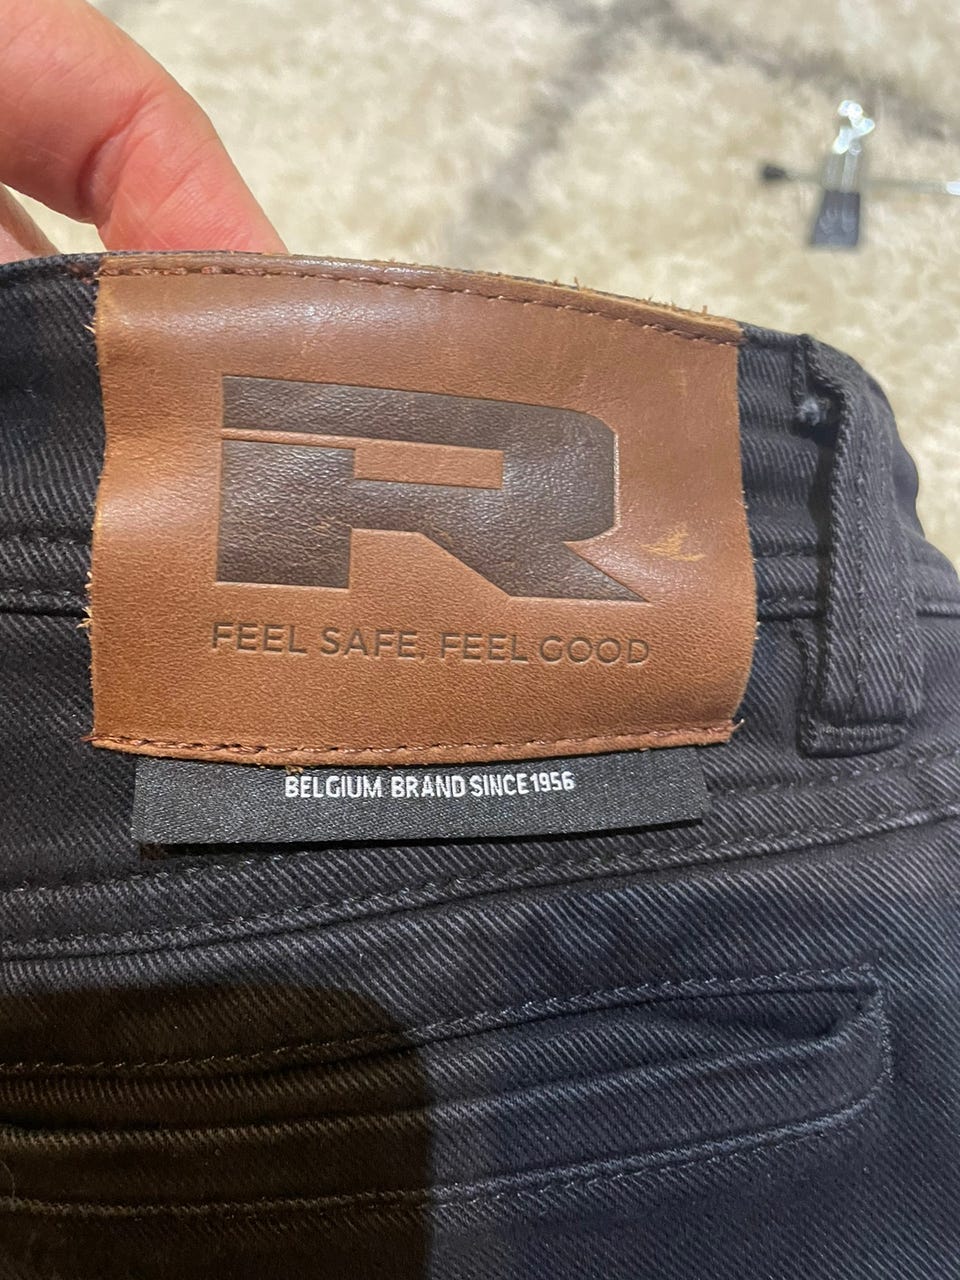 R
FEEL SAFE, FEEL GOOD
BELGIUM BRAND SINCE 1956